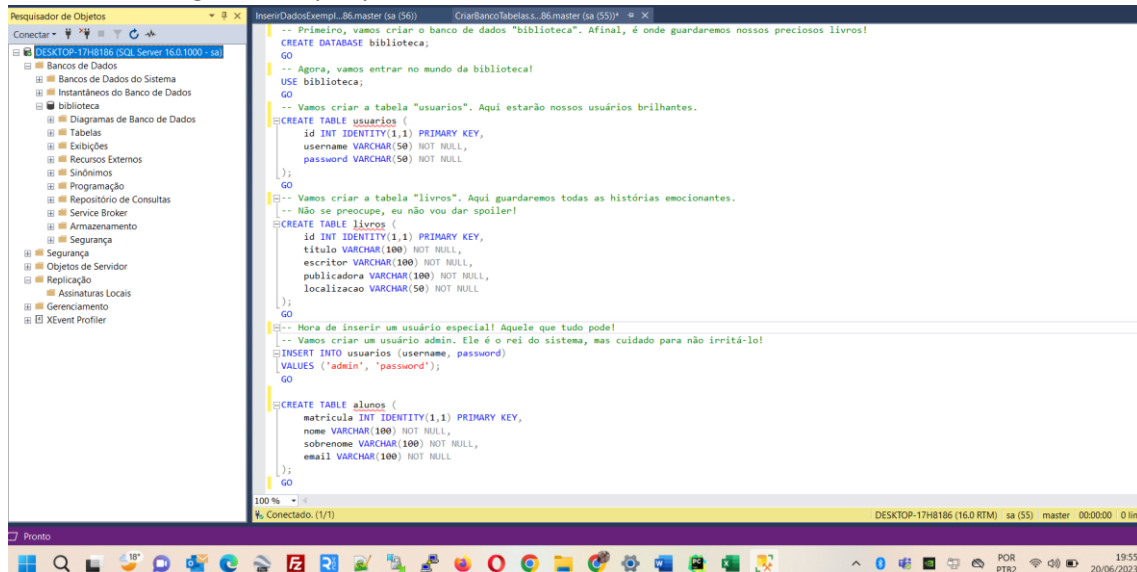 Pesquisador de Objetos
Conectar
DESKTOP-17H8186 (SQL Server 16.0.1000 - sa)
Bancos de Dados
Bancos de Dados do Sistema
Instantâneos do Banco de Dados
biblioteca
Diagramas de Banco de Dados
Tabelas
Exibições
Recursos Externos
Sinônimos
Programação
Repositório de Consultas
Service Broker
Armazenamento
Segurança
Segurança
Objetos de Servidor
Replicação
Assinaturas Locais
Gerenciamento
XEvent Profiler
InserirDadosExempl...86.master (sa (56)) CriarBancoTabelas.s...86.master (sa (55))*
-- Primeiro, vamos criar o banco de dados "biblioteca". Afinal, é onde guardaremos nossos preciosos livros!
CREATE DATABASE biblioteca;
GO
-- Agora, vamos entrar no mundo da biblioteca!
USE biblioteca;
GO
-- Vamos criar a tabela "usuarios". Aqui estarão nossos usuários brilhantes.
CREATE TABLE usuarios (
id INT IDENTITY(1,1) PRIMARY KEY,
username VARCHAR(50) NOT NULL,
password VARCHAR(50) NOT NULL
);
GO
-- Vamos criar a tabela "livros". Aqui guardaremos todas as histórias emocionantes.
-- Não se preocupe, eu não vou dar spoiler!
CREATE TABLE livros (
id INT IDENTITY(1,1) PRIMARY KEY,
titulo VARCHAR(100) NOT NULL,
escritor VARCHAR(100) NOT NULL,
publicadora VARCHAR(100) NOT NULL,
localizacao VARCHAR(50) NOT NULL
);
GO
-- Hora de inserir um usuário especial! Aquele que tudo pode!
-- Vamos criar um usuário admin. Ele é o rei do sistema, mas cuidado para não irritá-lo!
INSERT INTO usuarios (username, password)
VALUES ('admin', 'password');
GO
CREATE TABLE alunos (
matricula INT IDENTITY(1,1) PRIMARY KEY,
nome VARCHAR(100) NOT NULL,
sobrenome VARCHAR(100) NOT NULL,
email VARCHAR(100) NOT NULL
);
GO
100 %
Conectado. (1/1) DESKTOP-17H8186 (16.0 RTM) sa (55) master 00:00:00 0 lin
Pronto
18°
POR
PTB2
19:55
20/06/2023